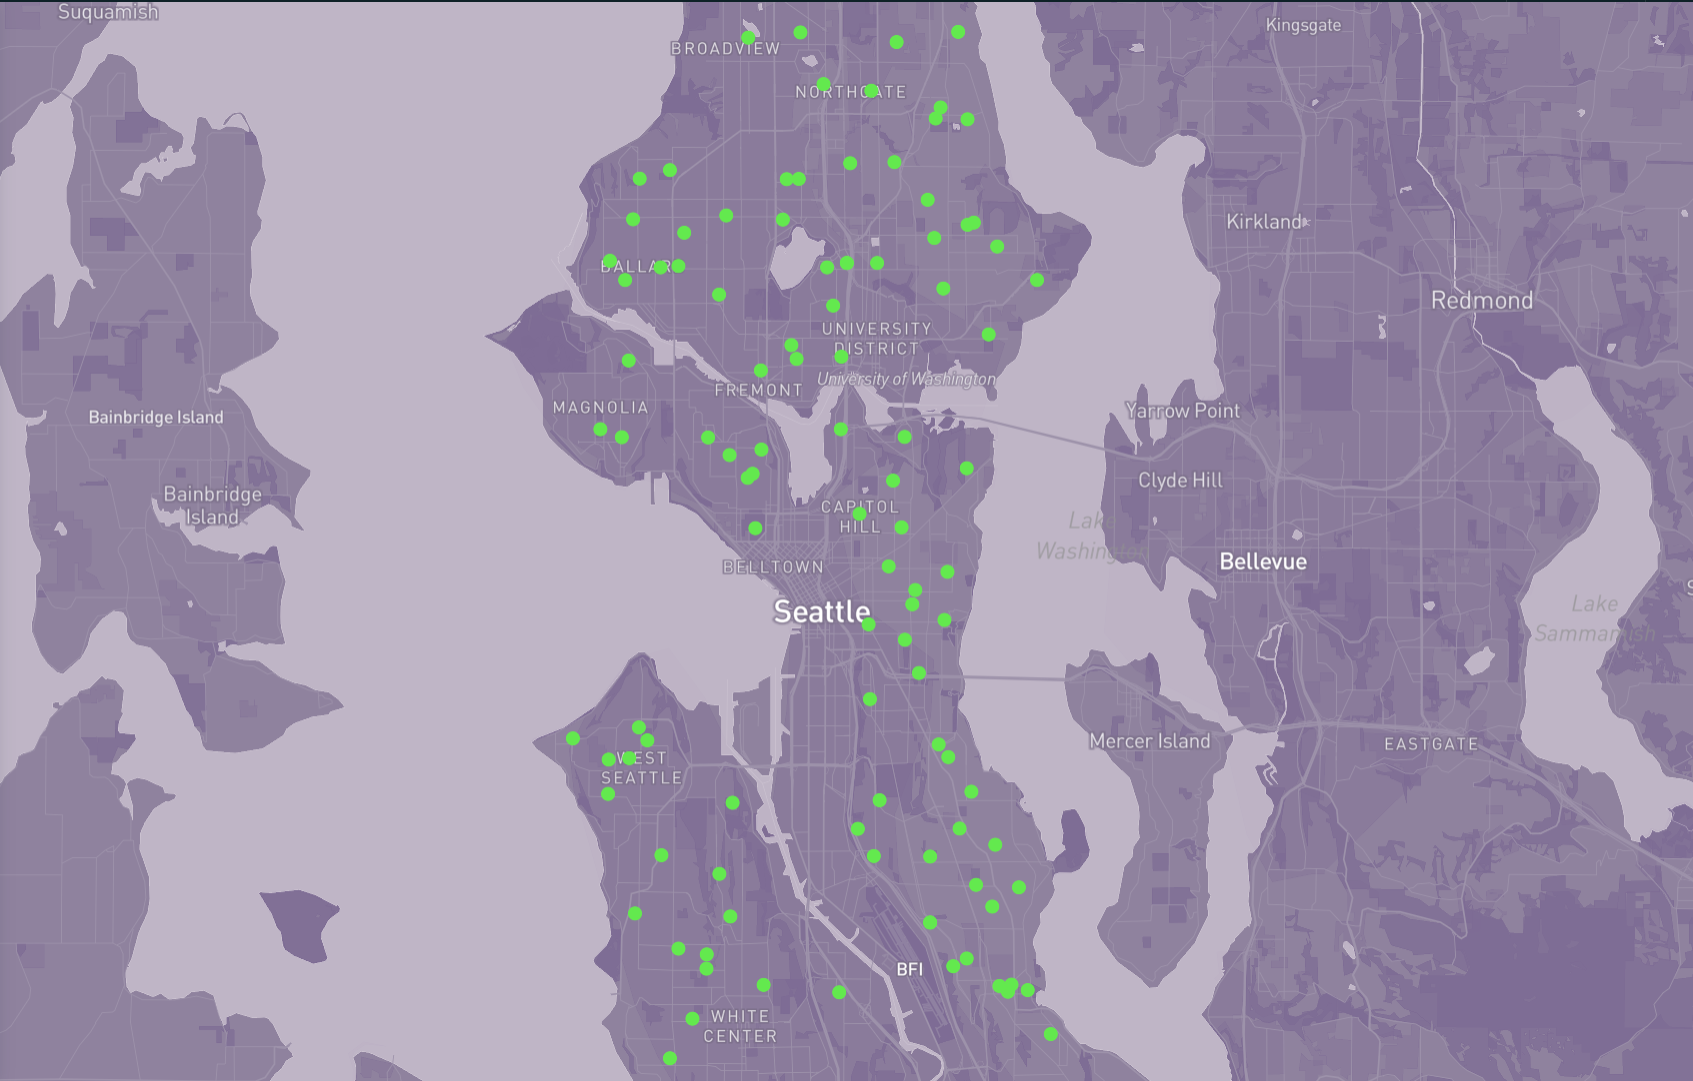 Squamish
Kingsgate
BROADVIEW
NORTHGATE
Kirkland
BALLARD
Redmond
UNIVERSITY
DISTRICT
University of Washington
FREMONT
MAGNOLIA
Yarrow Point
Bainbridge Island
Clyde Hill
Bainbridge
Island
CAPITOL
HILL
Lake
Washington
Bellevue
BELLTOWN
Seattle
Lake
Sammamish
Mercer Island
EASTGATE
WEST
SEATTLE
BFI
WHITE
CENTER